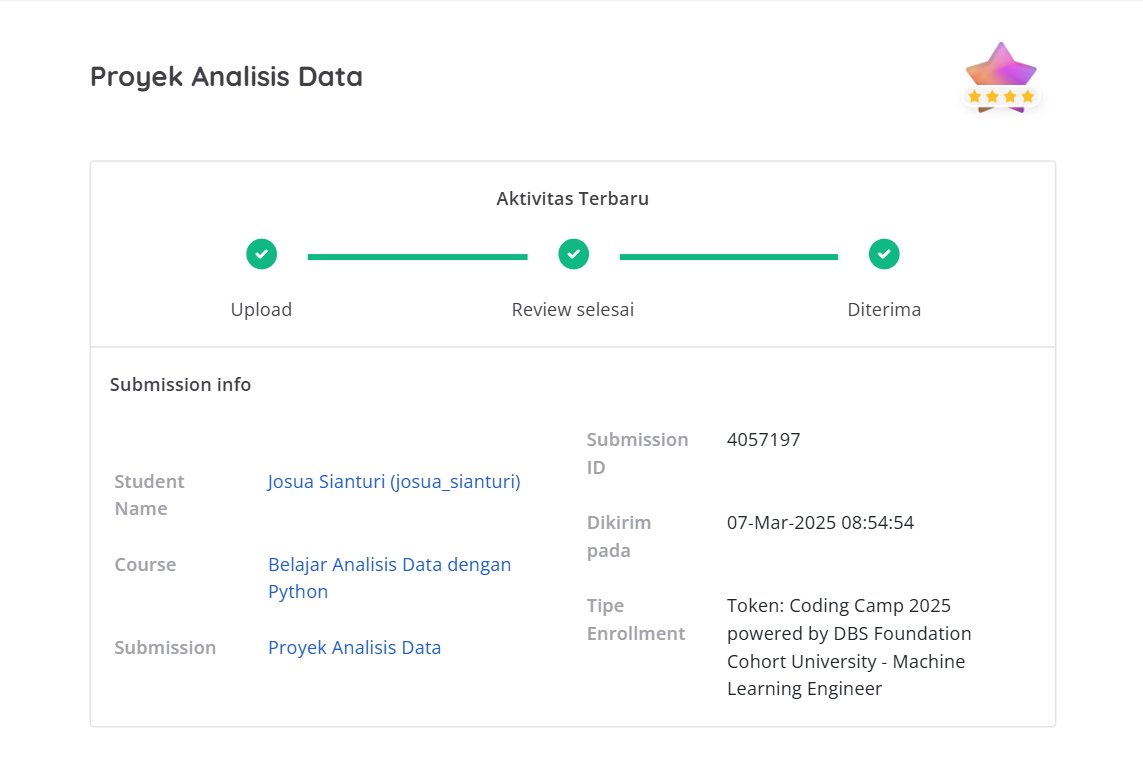 Proyek Analisis Data
Aktivitas Terbaru
Upload
Review selesai
Diterima
Submission info
Student
Name
Josua Sianturi (josua_sianturi)
Course
Belajar Analisis Data dengan
Python
Submission
Proyek Analisis Data
Submission
ID
4057197
Dikirim
pada
07-Mar-2025 08:54:54
Tipe
Enrollment
Token: Coding Camp 2025
powered by DBS Foundation
Cohort University - Machine
Learning Engineer